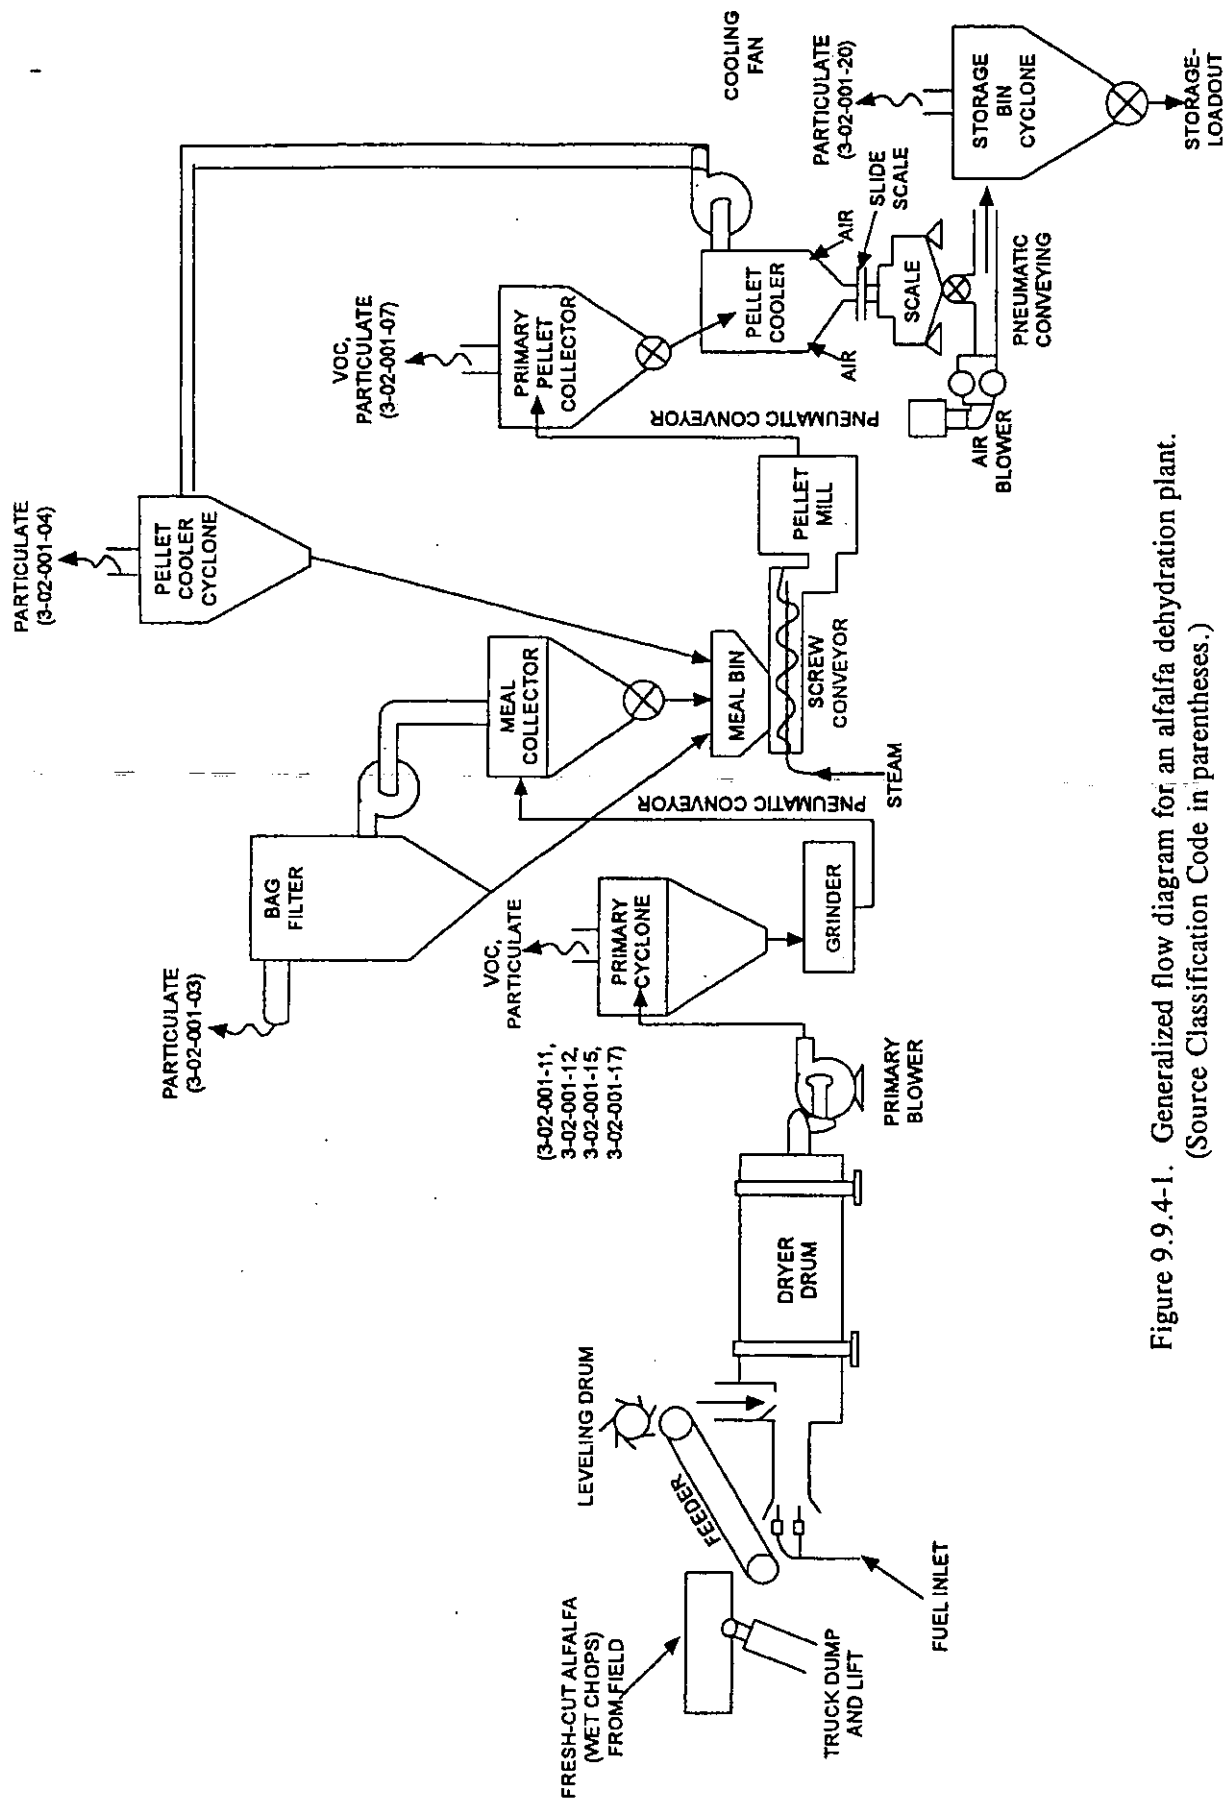 PARTICULATE
(3-02-001-04)
PELLET
COOLER
CYCLONE
PARTICULATE
(3-02-001-03)
BAG
FILTER
MEAL
COLLECTOR
VOC,
PARTICULATE
(3-02-001-07)
PRIMARY
PELLET
COLLECTOR
COOLING
FAN
PARTICULATE
(3-02-001-20)
STORAGE
BIN
CYCLONE
STORAGE-
LOADOUT
PELLET
COOLER
AIR
AIR
SLIDE
SCALE
SCALE
PNEUMATIC
CONVEYING
AIR
BLOWER
PNEUMATIC CONVEYOR
PELLET
MILL
MEAL BIN
SCREW
CONVEYOR
STEAM
PNEUMATIC CONVEYOR
VOC,
PARTICULATE
(3-02-001-11,
3-02-001-12,
3-02-001-15,
3-02-001-17)
PRIMARY
CYCLONE
GRINDER
PRIMARY
BLOWER
DRYER
DRUM
LEVELING DRUM
FEEDER
FRESH-CUT ALFALFA
(WET CHOPS)
FROM FIELD
TRUCK DUMP
AND LIFT
FUEL INLET
Figure 9.9.4-1. Generalized flow diagram for an alfalfa dehydration plant.
(Source Classification Code in parentheses.)